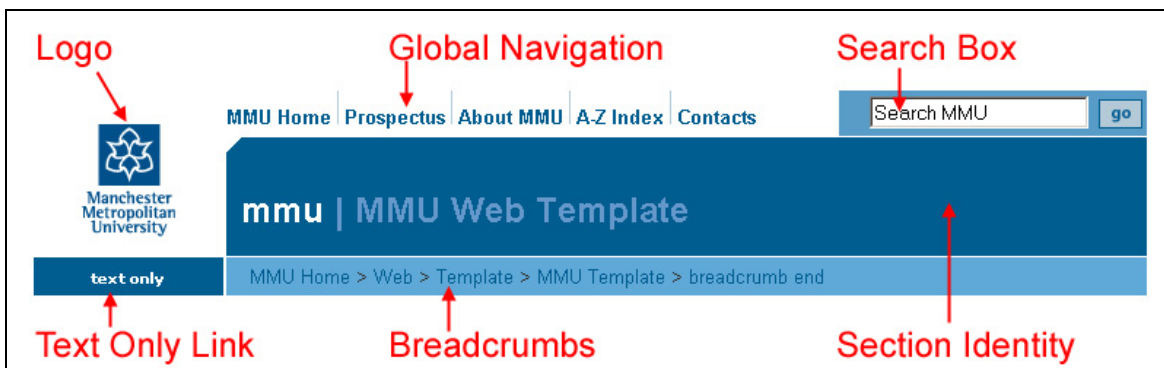 Logo
Global Navigation
Search Box
MMU Home Prospectus About MMU A-Z Index Contacts
Search MMU
go
Manchester
Metropolitan
University
mmu | MMU Web Template
text only
MMU Home > Web > Template > MMU Template > breadcrumb end
Text Only Link
Breadcrumbs
Section Identity